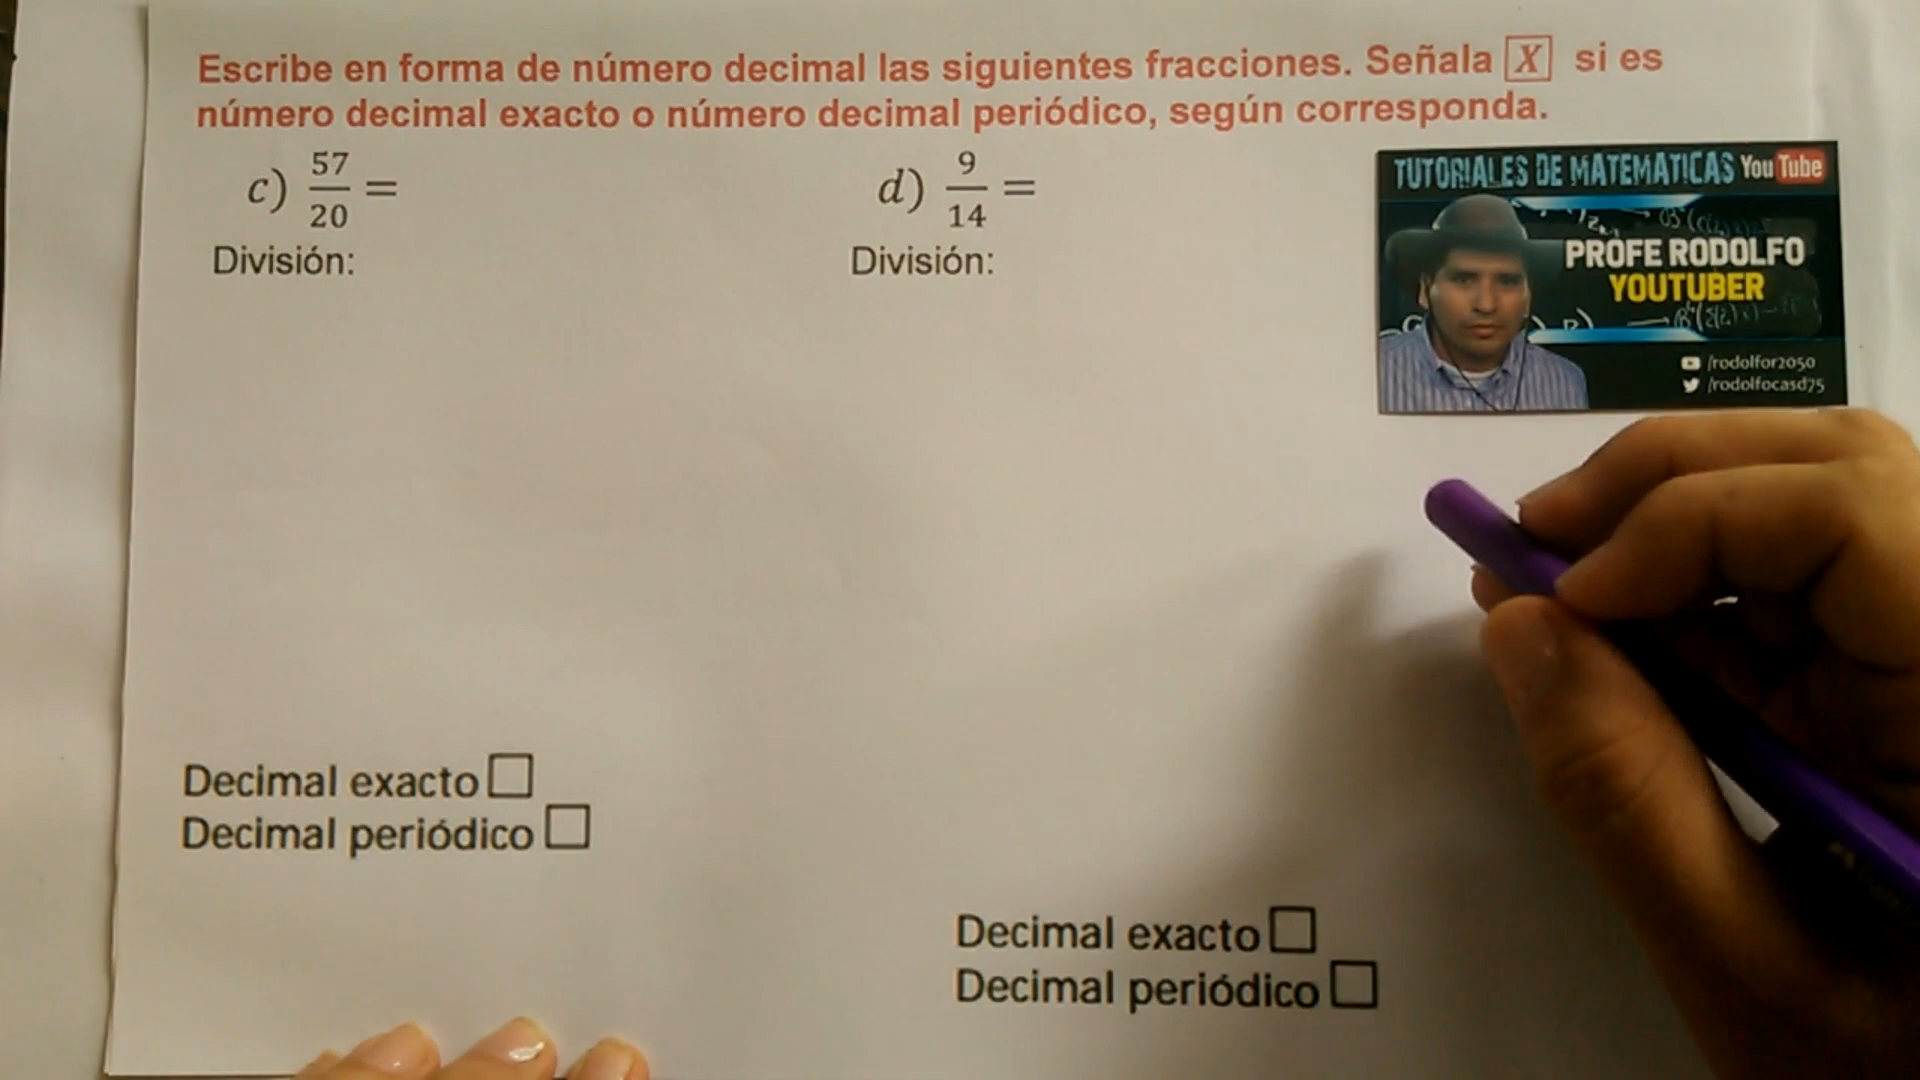 Escribe en forma de número decimal las siguientes fracciones. Señala X si es
número decimal exacto o número decimal periódico, según corresponda.
c) 57/20 =
División:
d) 9/14 =
División:
TUTORIALES DE MATEMATICAS YouTube
PROFE RODOLFO
YOUTUBER
/rodolfor2050
/rodolfocasd75
Decimal exacto
Decimal periódico
Decimal exacto
Decimal periódico